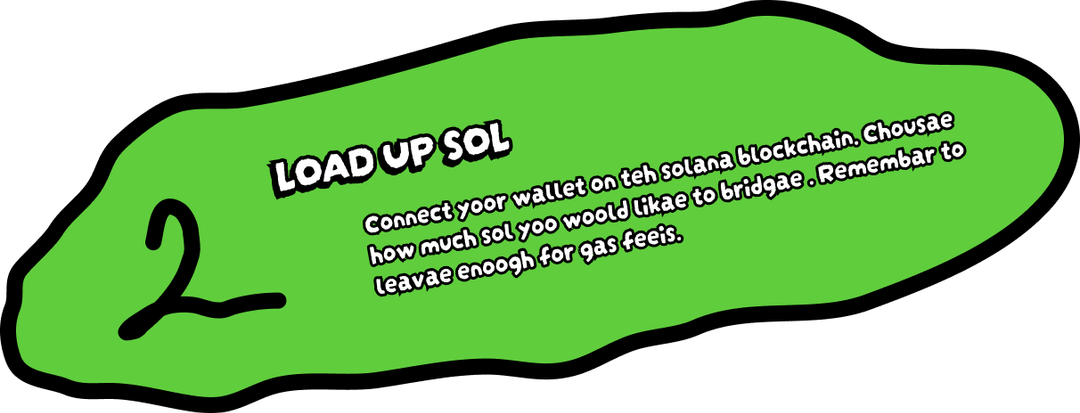 2
LOAD UP SOL
Connect yoor wallet on teh solana blockchain. Chousae
how much sol yoo woold likae to bridgae . Remembar to
leavae enoogh for gas feeis.